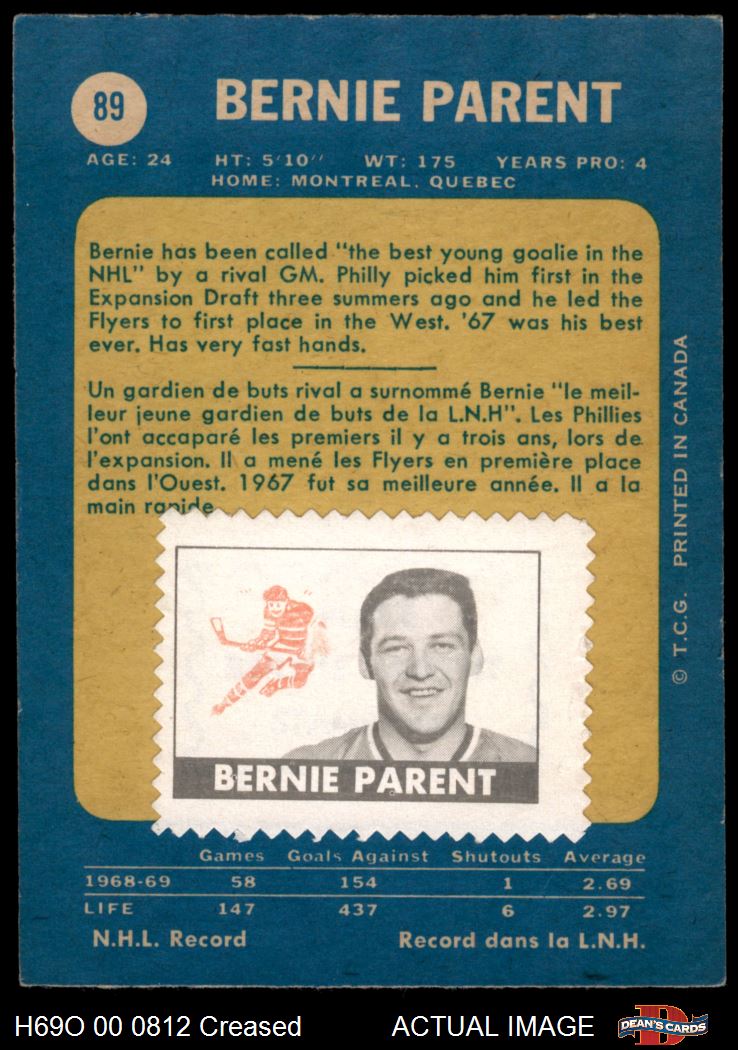 89
BERNIE PARENT
AGE: 24 HT: 5'10'' WT: 175 YEARS PRO: 4
HOME: MONTREAL, QUEBEC
Bernie has been called "the best young goalie in the
NHL" by a rival GM. Philly picked him first in the
Expansion Draft three summers ago and he led the
Flyers to first place in the West. '67 was his best
ever. Has very fast hands.
Un gardien de buts rival a surnommé Bernie "le meil-
leur jeune gardien de buts de la L.N.H". Les Phillies
l'ont accaparé les premiers il y a trois ans, lors de
l'expansion. Il a mené les Flyers en première place
dans l'Ouest. 1967 fut sa meilleure année. Il a la
main rapide
BERNIE PARENT
Games Goals Against Shutouts Average
1968-69 58 154 1 2.69
LIFE 147 437 6 2.97
N.H.L. Record Record dans la L.N.H.
© T.C.G. PRINTED IN CANADA
H69O 00 0812 Creased ACTUAL IMAGE
D
DEAN'S CARDS